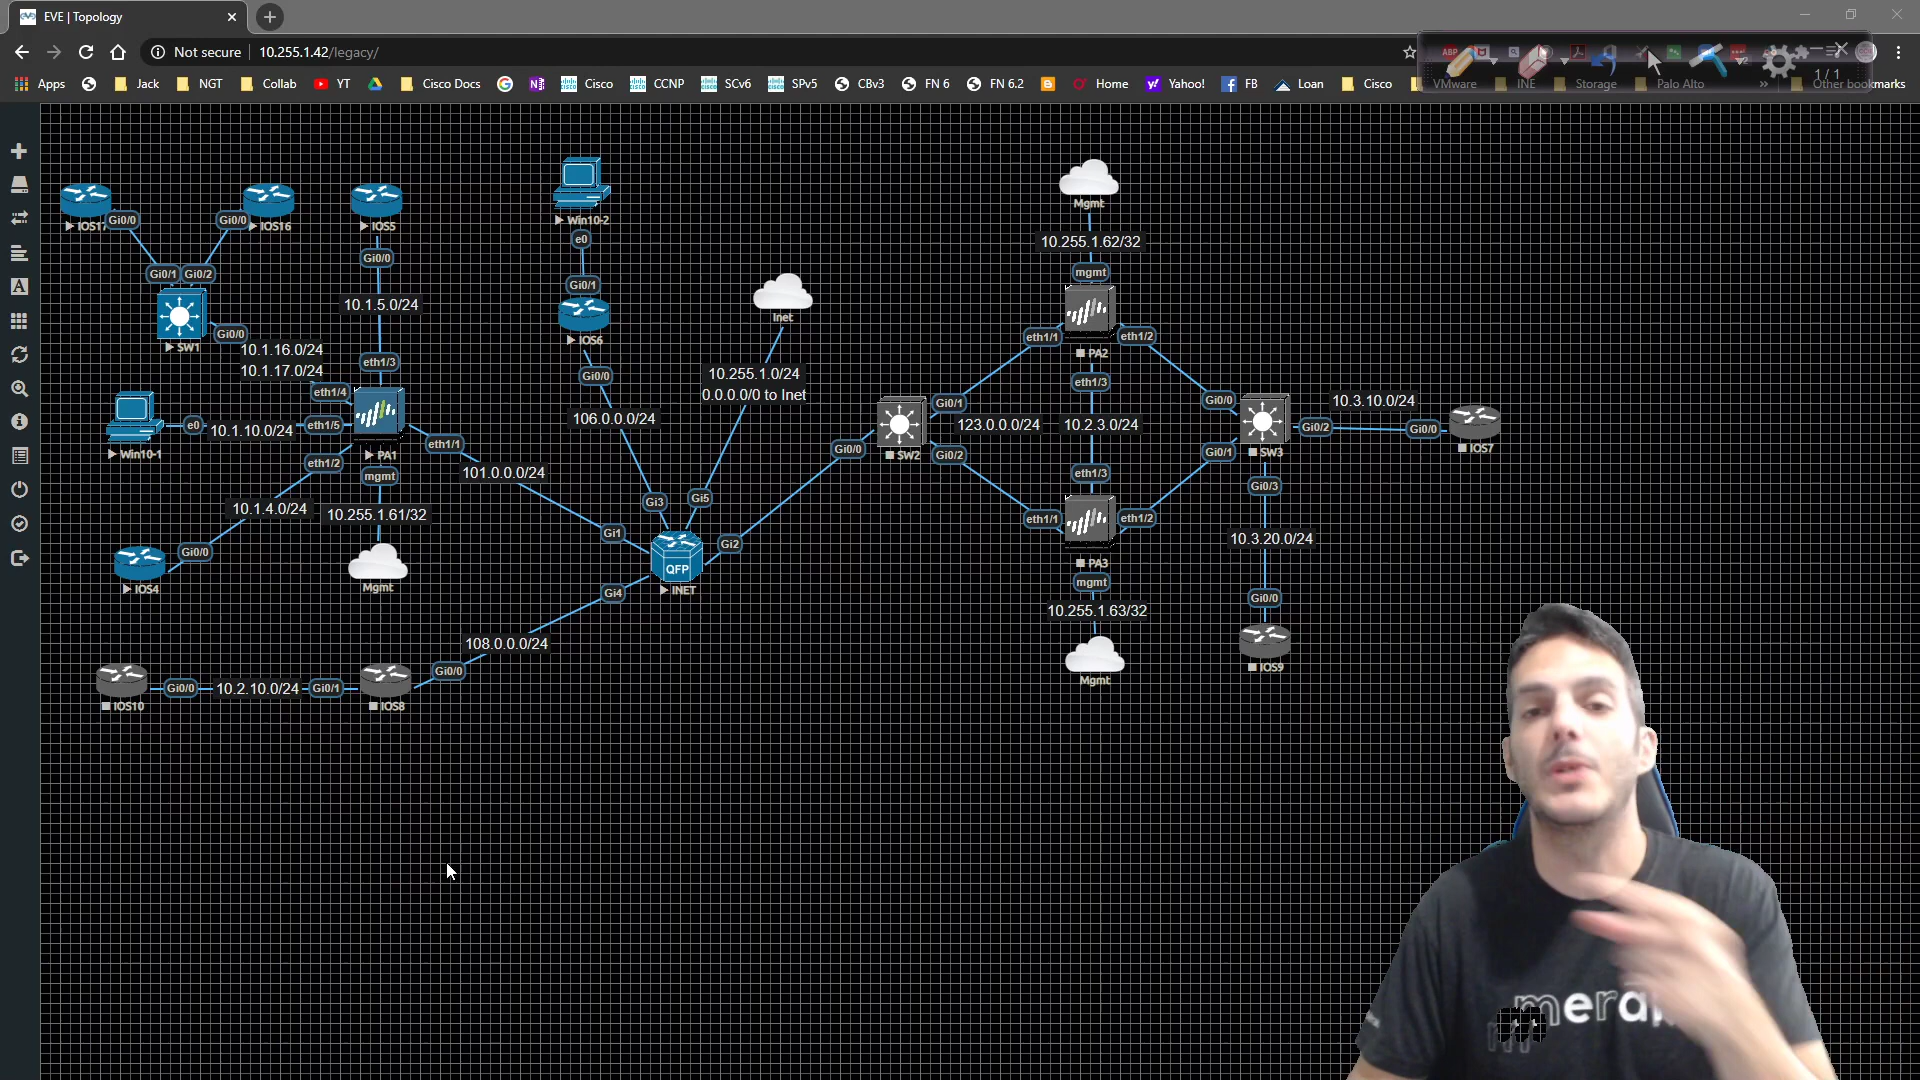 EVE | Topology
Not secure
10.255.1.42/legacy/
1 / 1
Apps
Jack
NGT
Collab
YT
Cisco Docs
Cisco
CCNP
SCv6
SPv5
CBv3
FN 6
FN 6.2
Home
Yahoo!
FB
Loan
Cisco
VMware
INE
Storage
Palo Alto
»
Other bookmarks
IOS17
Gi0/0
Gi0/0
IOS16
IOS5
Gi0/0
Gi0/1
Gi0/2
SW1
Gi0/0
10.1.5.0/24
10.1.16.0/24
10.1.17.0/24
eth1/3
eth1/4
Win10-1
e0
10.1.10.0/24
eth1/5
PA1
eth1/1
eth1/2
mgmt
101.0.0.0/24
10.1.4.0/24
10.255.1.61/32
Gi0/0
IOS4
Mgmt
Win10-2
e0
Gi0/1
IOS6
Gi0/0
106.0.0.0/24
Inet
10.255.1.0/24
0.0.0.0/0 to Inet
Gi3
Gi5
Gi1
Gi2
QFP
INET
Gi4
108.0.0.0/24
Gi0/0
IOS10
Gi0/0
10.2.10.0/24
Gi0/1
IOS8
Mgmt
10.255.1.62/32
mgmt
eth1/1
eth1/2
PA2
eth1/3
Gi0/1
SW2
Gi0/0
Gi0/2
123.0.0.0/24
10.2.3.0/24
eth1/3
eth1/1
eth1/2
PA3
mgmt
10.255.1.63/32
Mgmt
Gi0/0
Gi0/1
SW3
Gi0/2
10.3.10.0/24
Gi0/0
IOS7
Gi0/3
10.3.20.0/24
Gi0/0
IOS9